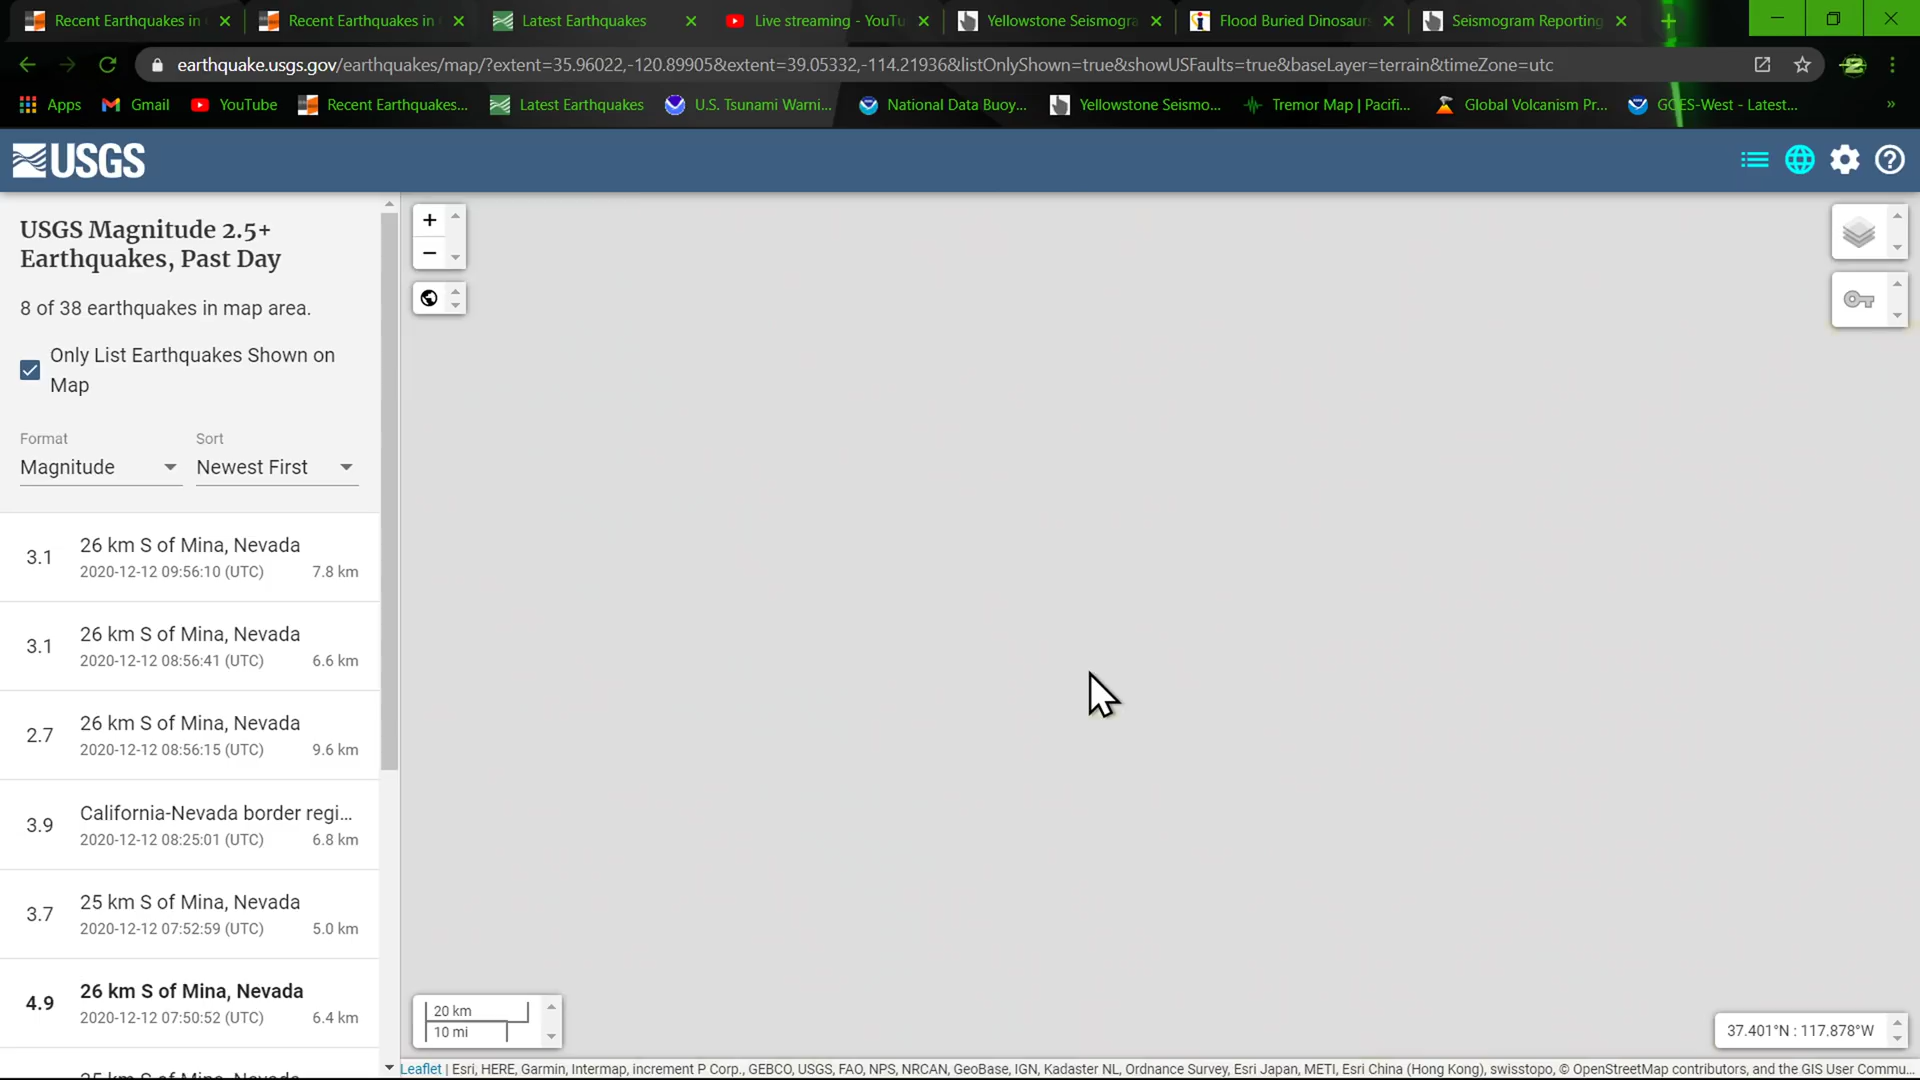 Recent Earthquakes in
Recent Earthquakes in
Latest Earthquakes
Live streaming - YouTu
Yellowstone Seismogra
Flood Buried Dinosaur
Seismogram Reporting
earthquake.usgs.gov/earthquakes/map/?extent=35.96022,-120.89905&extent=39.05332,-114.21936&listOnlyShown=true&showUSFaults=true&baseLayer=terrain&timeZone=utc
Apps
Gmail
YouTube
Recent Earthquakes...
Latest Earthquakes
U.S. Tsunami Warni...
National Data Buoy...
Yellowstone Seismo...
Tremor Map | Pacifi...
Global Volcanism Pr...
GOES-West - Latest...
»
USGS
USGS Magnitude 2.5+
Earthquakes, Past Day
8 of 38 earthquakes in map area.
Only List Earthquakes Shown on
Map
Format
Sort
Magnitude
Newest First
3.1
26 km S of Mina, Nevada
2020-12-12 09:56:10 (UTC)
7.8 km
3.1
26 km S of Mina, Nevada
2020-12-12 08:56:41 (UTC)
6.6 km
2.7
26 km S of Mina, Nevada
2020-12-12 08:56:15 (UTC)
9.6 km
3.9
California-Nevada border regi...
2020-12-12 08:25:01 (UTC)
6.8 km
3.7
25 km S of Mina, Nevada
2020-12-12 07:52:59 (UTC)
5.0 km
4.9
26 km S of Mina, Nevada
2020-12-12 07:50:52 (UTC)
6.4 km
+
−
20 km
10 mi
37.401°N : 117.878°W
Leaflet | Esri, HERE, Garmin, Intermap, increment P Corp., GEBCO, USGS, FAO, NPS, NRCAN, GeoBase, IGN, Kadaster NL, Ordnance Survey, Esri Japan, METI, Esri China (Hong Kong), swisstopo, © OpenStreetMap contributors, and the GIS User Commu...